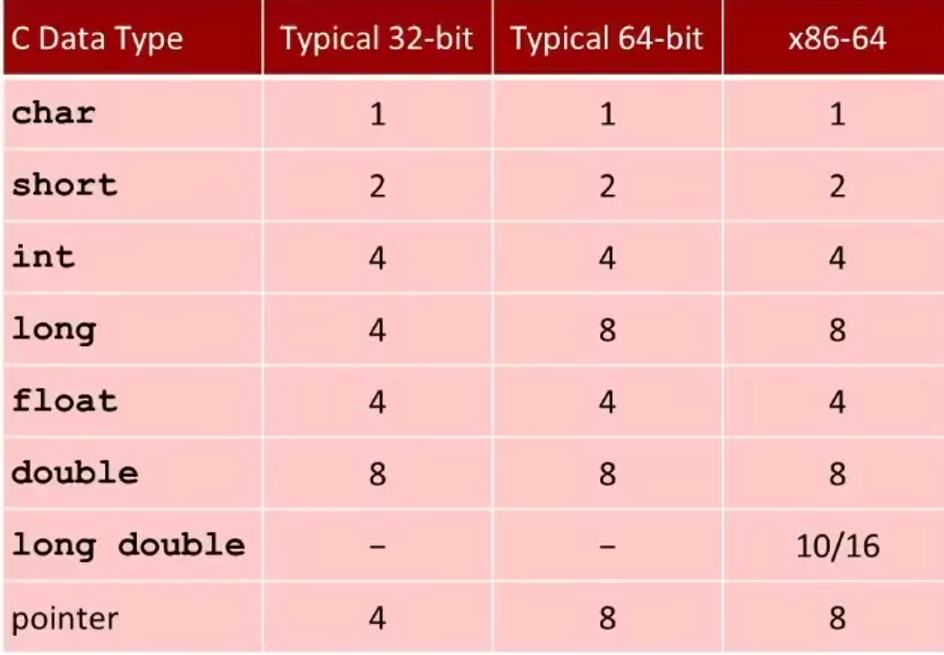 C Data Type Typical 32-bit Typical 64-bit x86-64
char 1 1 1
short 2 2 2
int 4 4 4
long 4 8 8
float 4 4 4
double 8 8 8
long double – – 10/16
pointer 4 8 8